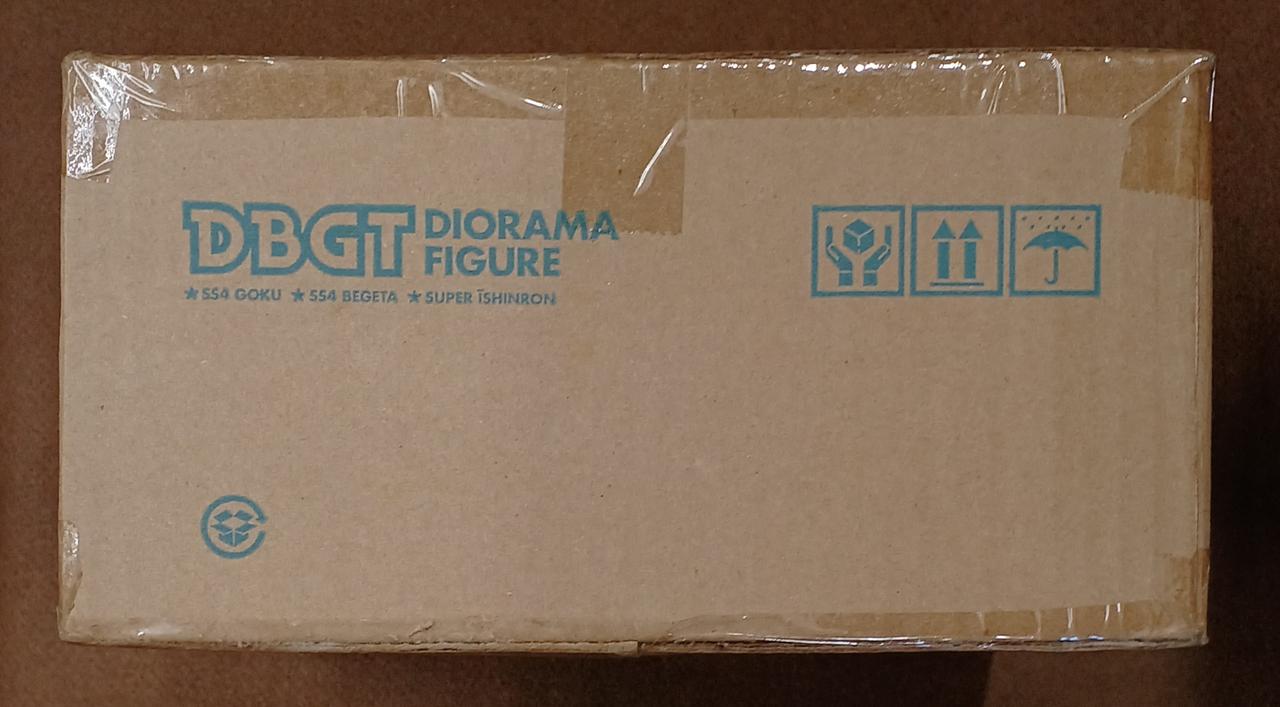 DBGT DIORAMA
FIGURE
★SS4 GOKU ★SS4 BEGETA ★SUPER ĪSHINRON